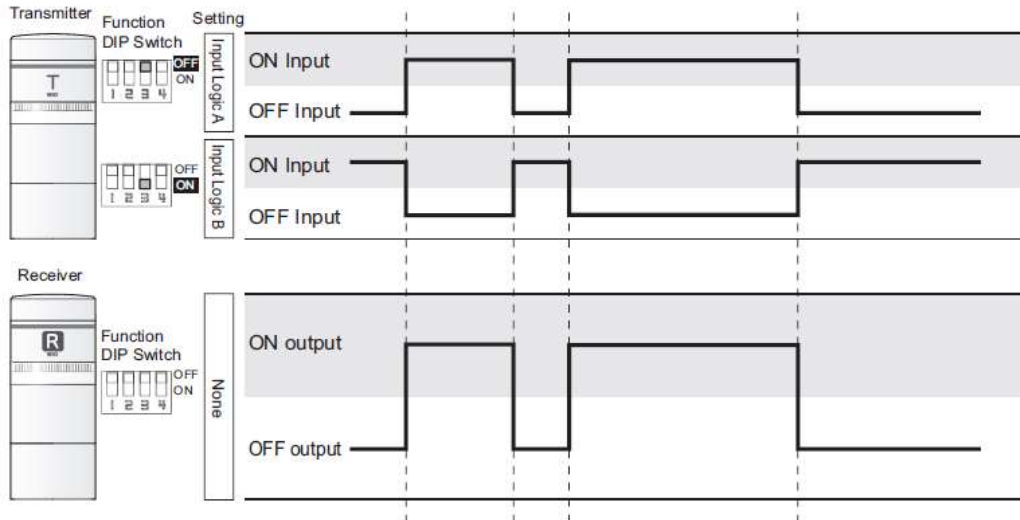 Transmitter
Function
DIP Switch
Setting
T
OFF
ON
1 2 3 4
Input Logic A
ON Input
OFF Input
OFF
ON
1 2 3 4
Input Logic B
ON Input
OFF Input
Receiver
R
Function
DIP Switch
OFF
ON
1 2 3 4
None
ON output
OFF output